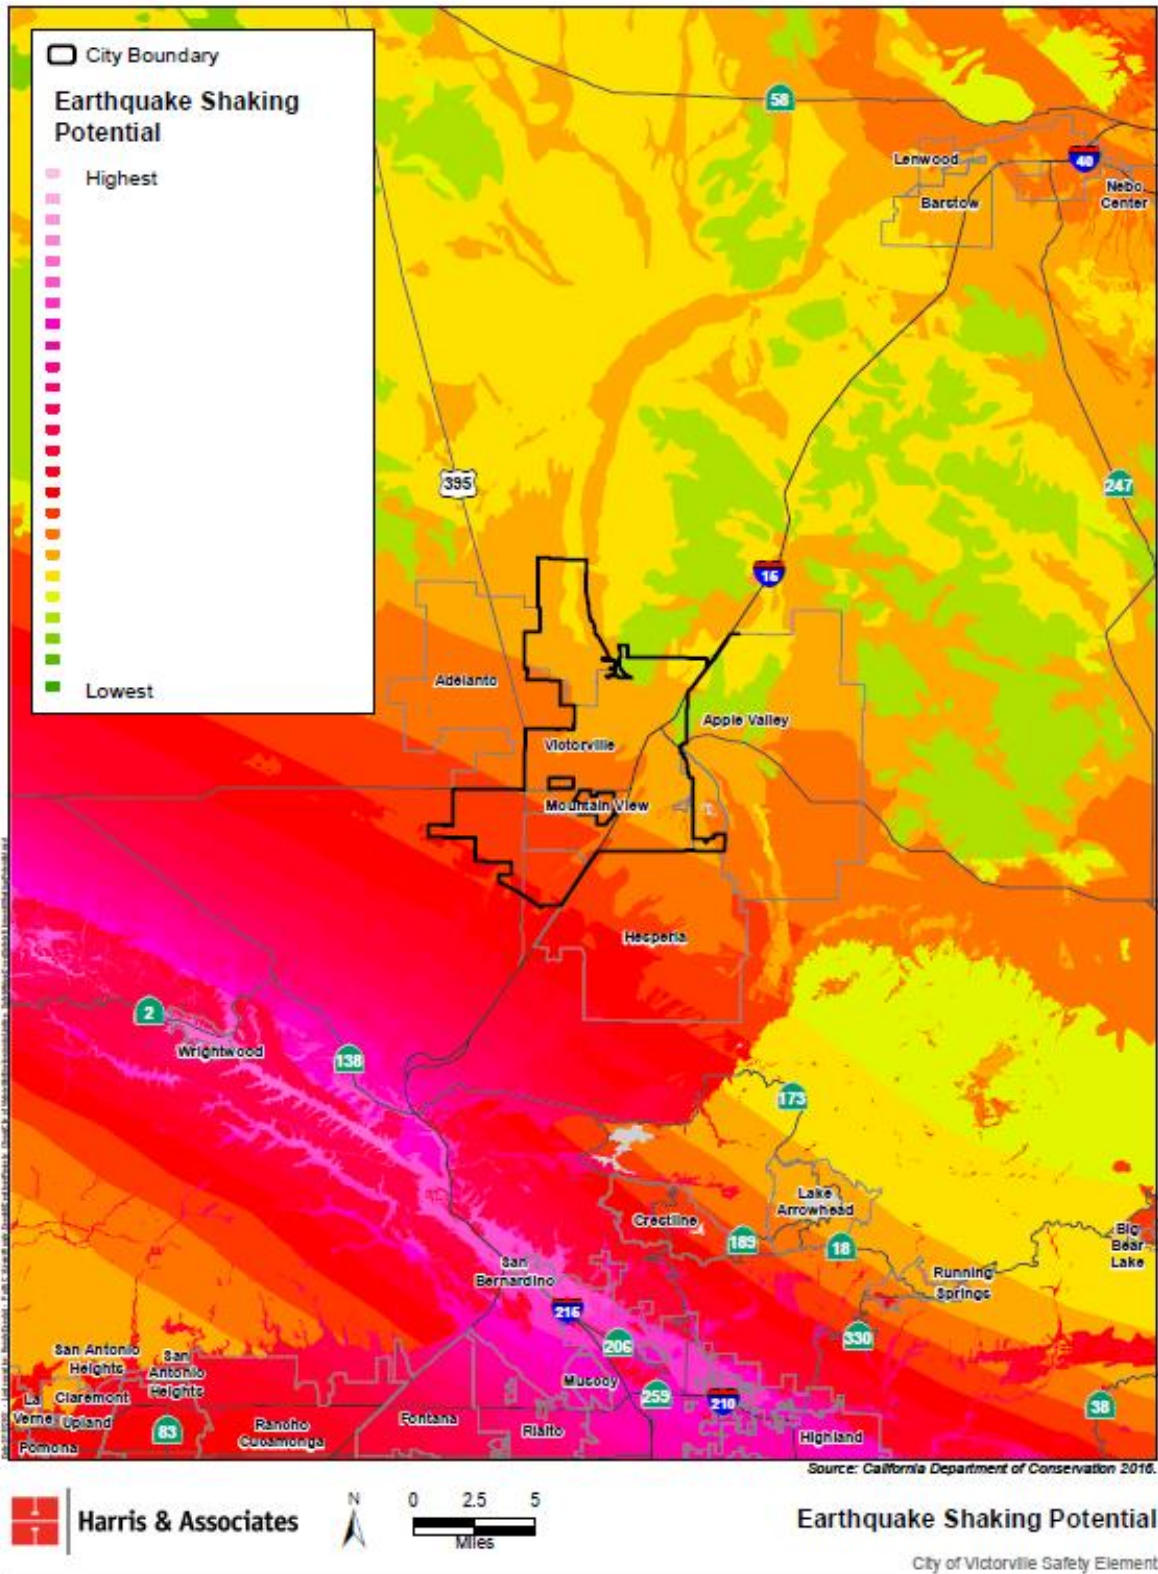 City Boundary
Earthquake Shaking
Potential
Highest
Lowest
58
Lenwood
40
Barstow
Nebo
Center
395
247
15
Adelanto
Apple Valley
Victorville
Mountain View
Hesperia
2
Wrightwood
138
173
Lake
Arrowhead
Crestline
189
18
Big
Bear
Lake
San
Bernardino
Running
Springs
215
206
330
San Antonio
Heights
San
Antonio
Heights
Muscoy
259
210
38
La
Verne
Claremont
Upland
83
Rancho
Cucamonga
Fontana
Rialto
Highland
Pomona
Source: California Department of Conservation 2016.
Harris & Associates
N
0 2.5 5
Miles
Earthquake Shaking Potential
City of Victorville Safety Element